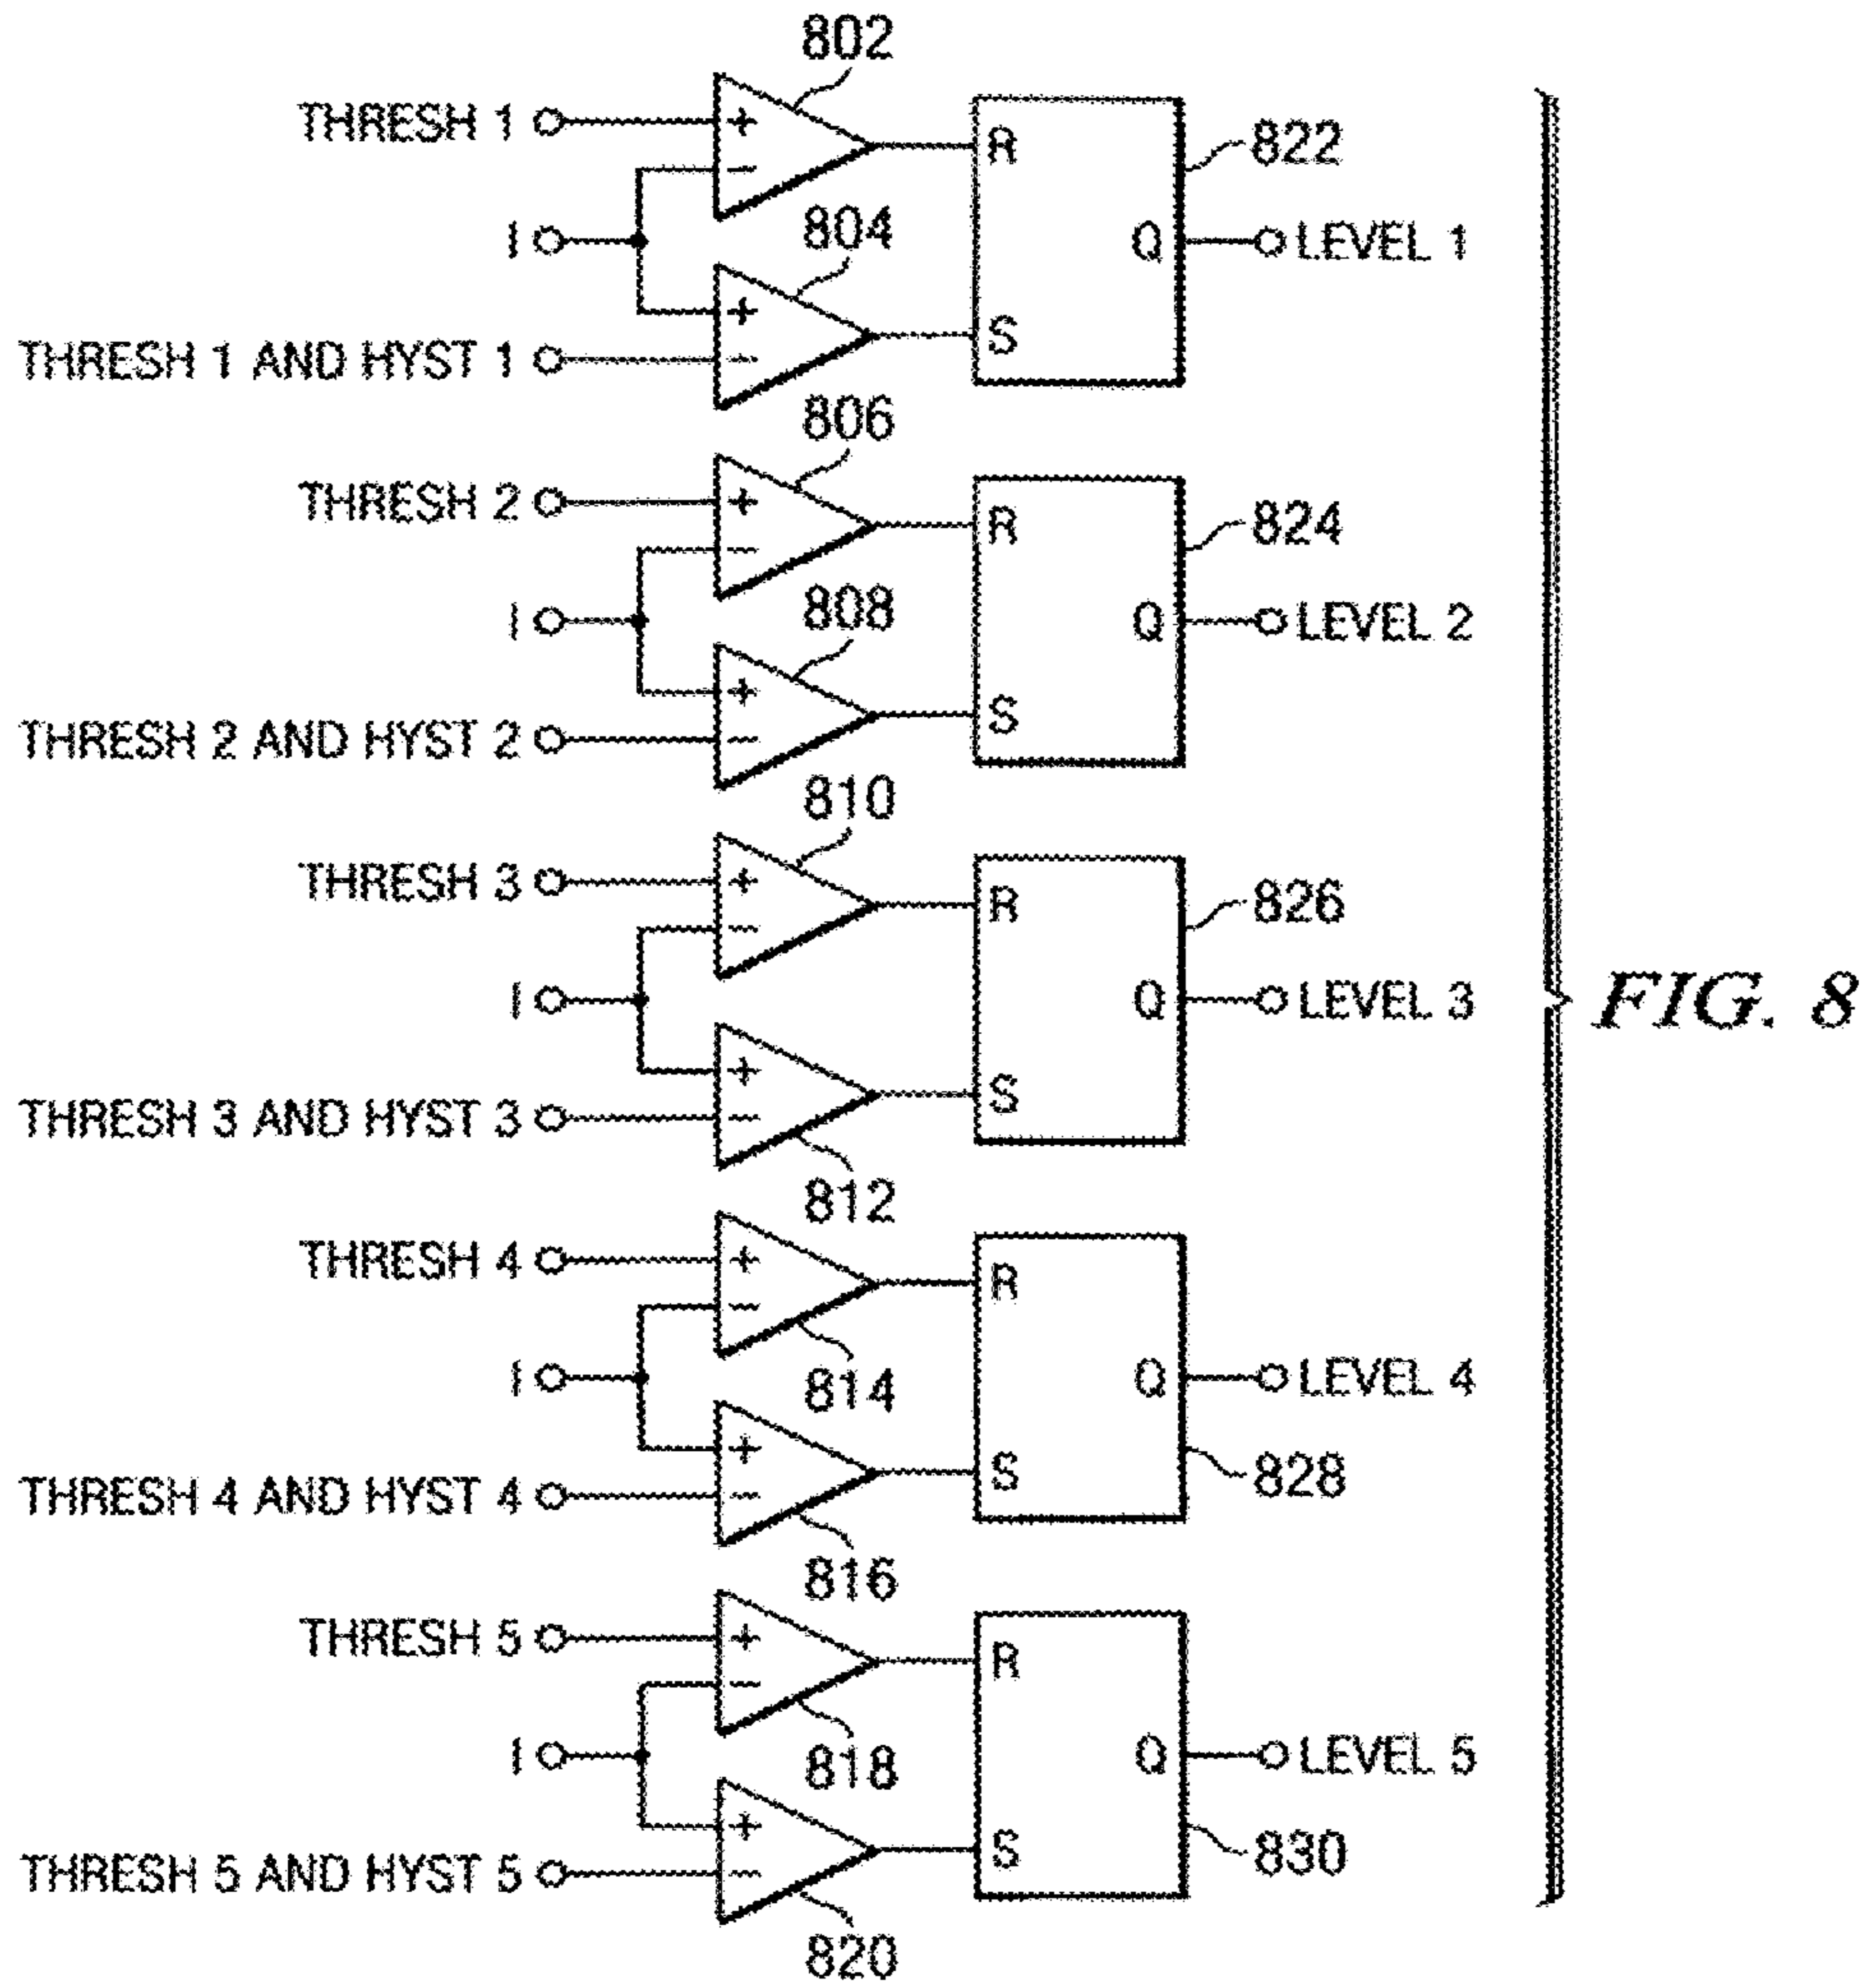 802
THRESH 1
+
−
R
822
I
804
Q
LEVEL 1
+
−
S
THRESH 1 AND HYST 1
806
THRESH 2
+
−
R
824
I
808
Q
LEVEL 2
+
−
S
THRESH 2 AND HYST 2
810
THRESH 3
+
−
R
826
I
Q
LEVEL 3
FIG. 8
+
−
S
THRESH 3 AND HYST 3
812
THRESH 4
+
−
R
I
814
Q
LEVEL 4
+
−
S
828
THRESH 4 AND HYST 4
816
THRESH 5
+
−
R
I
818
Q
LEVEL 5
+
−
S
830
THRESH 5 AND HYST 5
820